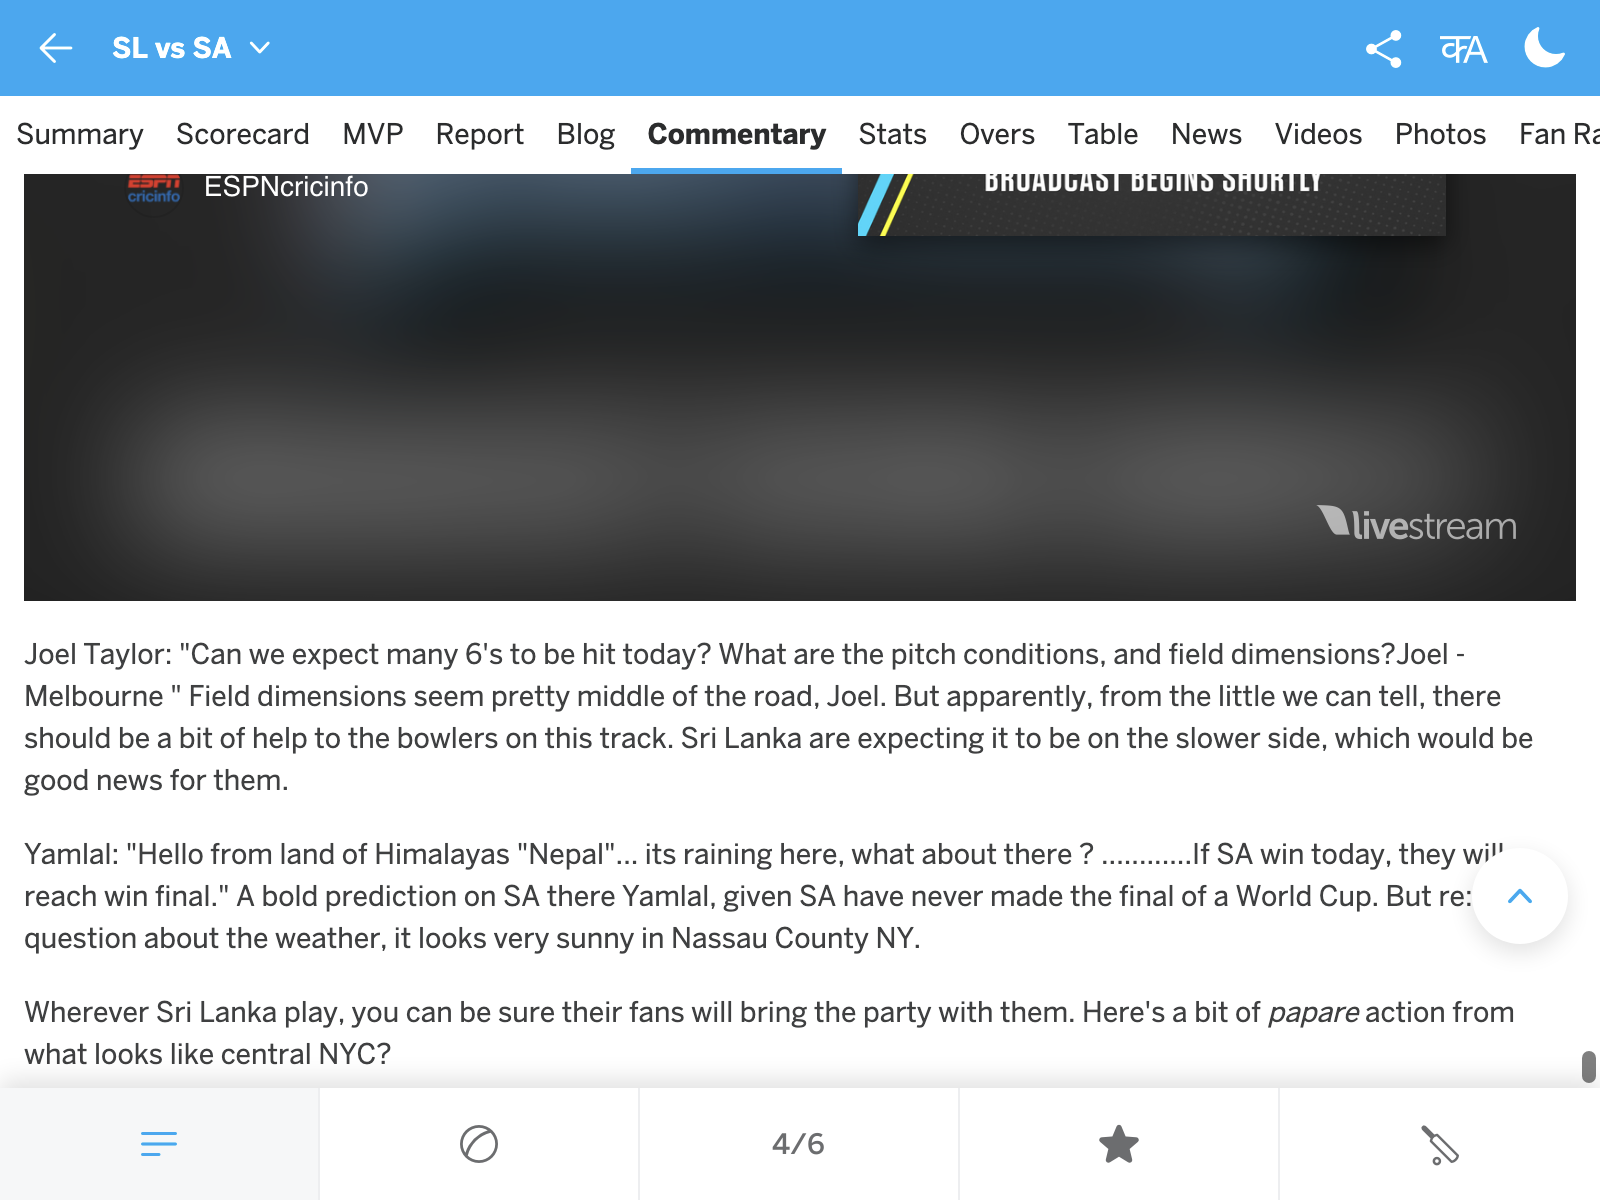 SL vs SA
कA
Summary Scorecard MVP Report Blog Commentary Stats Overs Table News Videos Photos Fan Ra
ESPN
cricinfo
ESPNcricinfo
BROADCAST BEGINS SHORTLY
livestream
Joel Taylor: "Can we expect many 6's to be hit today? What are the pitch conditions, and field dimensions?Joel -
Melbourne " Field dimensions seem pretty middle of the road, Joel. But apparently, from the little we can tell, there
should be a bit of help to the bowlers on this track. Sri Lanka are expecting it to be on the slower side, which would be
good news for them.
Yamlal: "Hello from land of Himalayas "Nepal"... its raining here, what about there ? ............If SA win today, they will
reach win final." A bold prediction on SA there Yamlal, given SA have never made the final of a World Cup. But re:
question about the weather, it looks very sunny in Nassau County NY.
Wherever Sri Lanka play, you can be sure their fans will bring the party with them. Here's a bit of papare action from
what looks like central NYC?
4/6